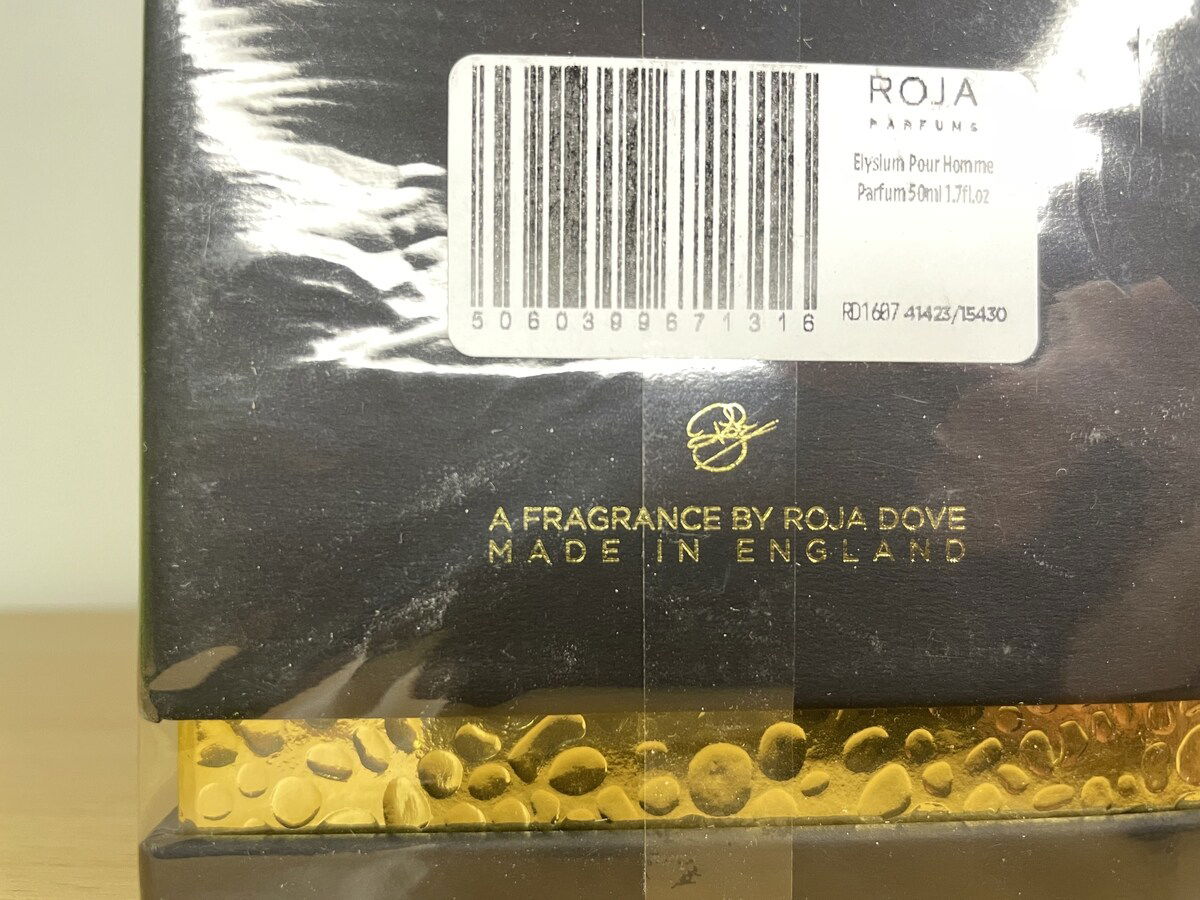 ROJA
PARFUMS
Elysium Pour Homme
Parfum 50ml 1.7fl.oz
5060399671316
RD1607 41423/15430
A FRAGRANCE BY ROJA DOVE
MADE IN ENGLAND